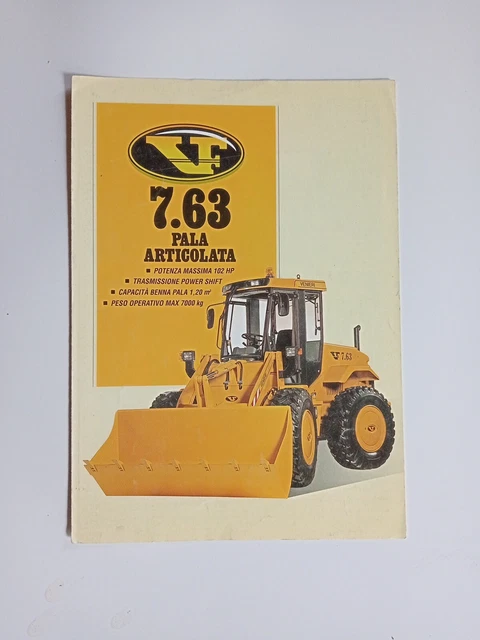 VF
7.63
PALA
ARTICOLATA
▪ POTENZA MASSIMA 102 HP
▪ TRASMISSIONE POWER SHIFT
▪ CAPACITÀ BENNA PALA 1,20 m³
▪ PESO OPERATIVO MAX 7000 kg
VENIERI
VF 7.63